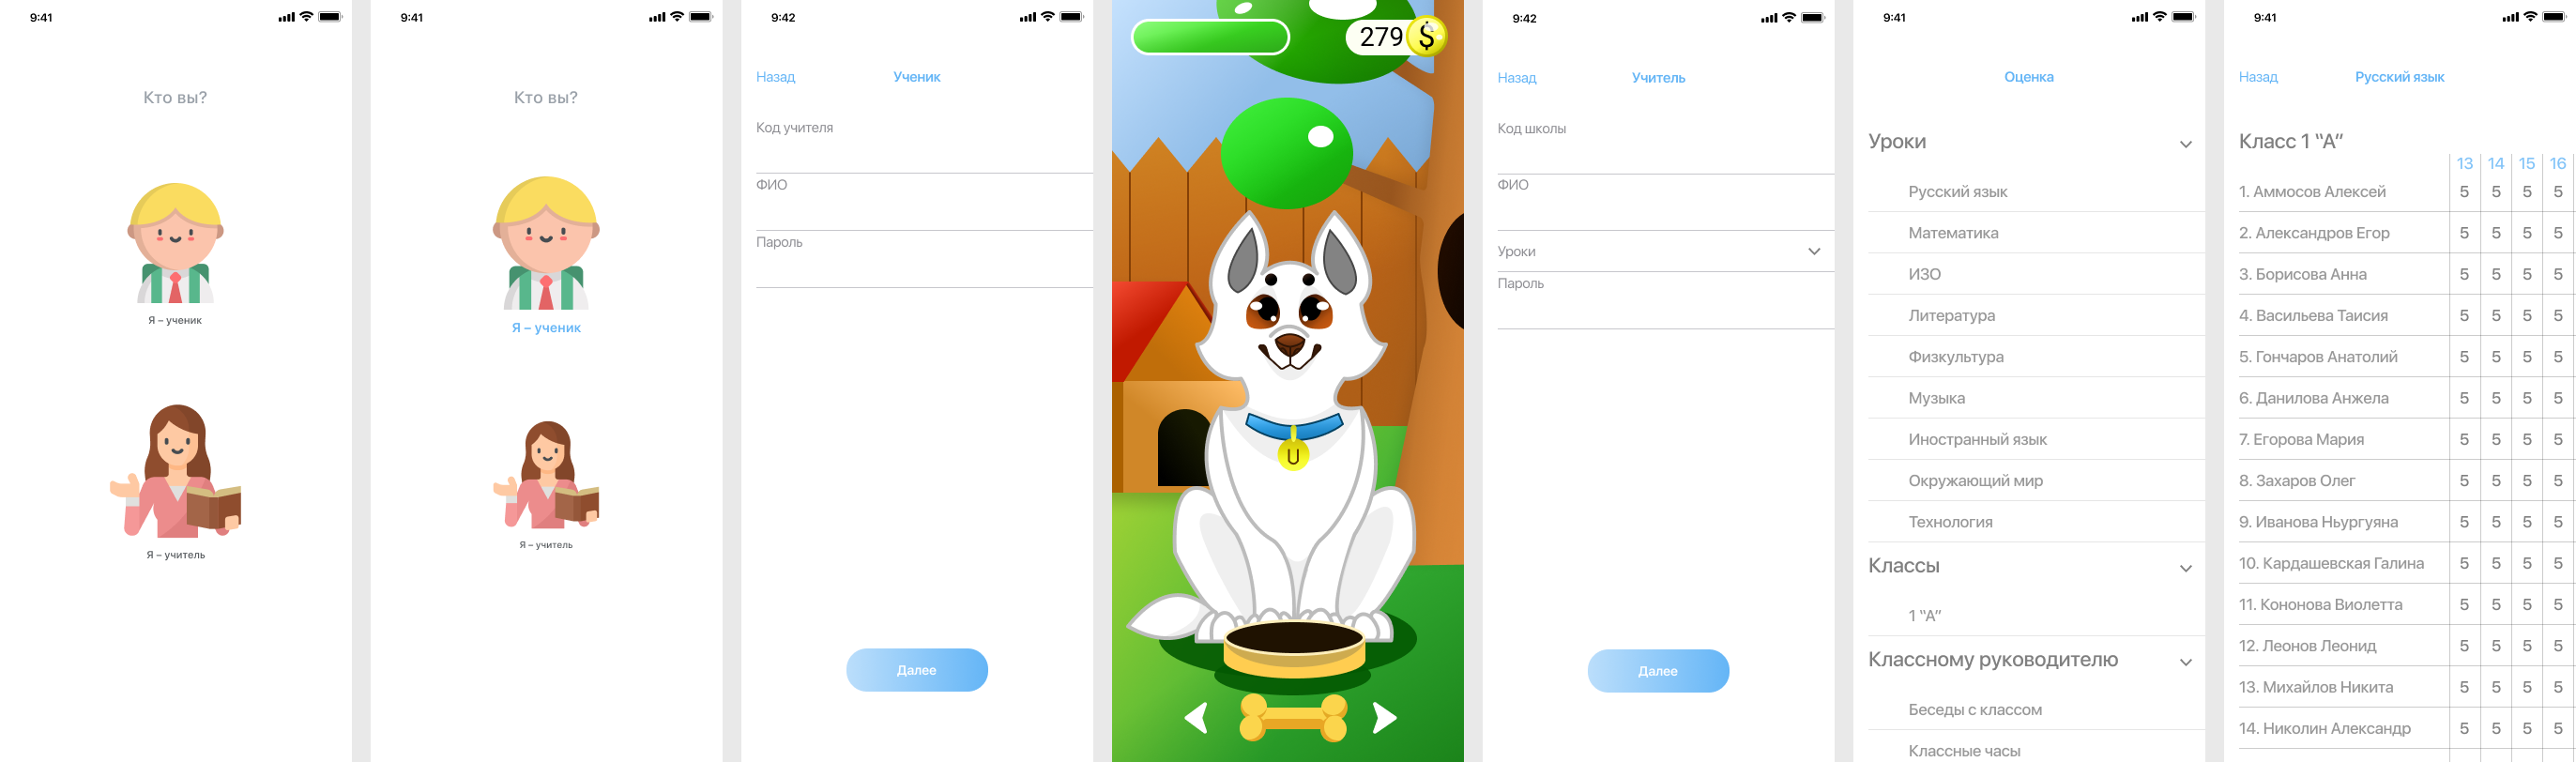 9:41
Кто вы?
Я – ученик
Я – учитель
9:41
Кто вы?
Я – ученик
Я – учитель
9:42
Назад Ученик
Код учителя
ФИО
Пароль
Далее
279 $
U
9:42
Назад Учитель
Код школы
ФИО
Уроки
Пароль
Далее
9:41
Оценка
Уроки
Русский язык
Математика
ИЗО
Литература
Физкультура
Музыка
Иностранный язык
Окружающий мир
Технология
Классы
1 “А”
Классному руководителю
Беседы с классом
Классные часы
9:41
Назад Русский язык
Класс 1 “А”
13 14 15 16
1. Аммосов Алексей 5 5 5 5
2. Александров Егор 5 5 5 5
3. Борисова Анна 5 5 5 5
4. Васильева Таисия 5 5 5 5
5. Гончаров Анатолий 5 5 5 5
6. Данилова Анжела 5 5 5 5
7. Егорова Мария 5 5 5 5
8. Захаров Олег 5 5 5 5
9. Иванова Ньургуяна 5 5 5 5
10. Кардашевская Галина 5 5 5 5
11. Кононова Виолетта 5 5 5 5
12. Леонов Леонид 5 5 5 5
13. Михайлов Никита 5 5 5 5
14. Николин Александр 5 5 5 5